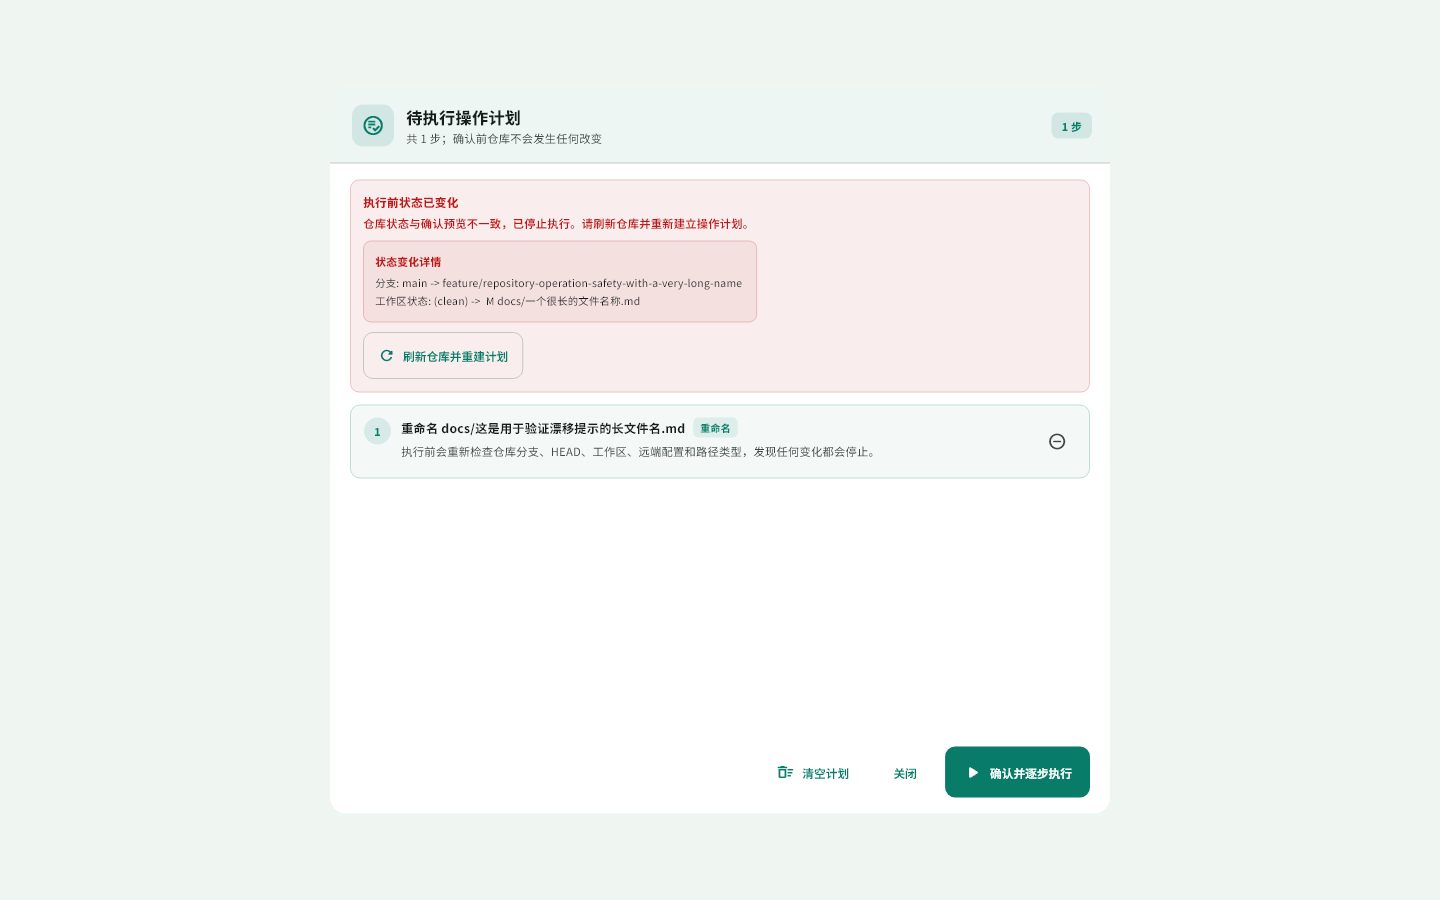 待执行操作计划
共 1 步；确认前仓库不会发生任何改变
1 步
执行前状态已变化
仓库状态与确认预览不一致，已停止执行。请刷新仓库并重新建立操作计划。
状态变化详情
分支: main -> feature/repository-operation-safety-with-a-very-long-name
工作区状态: (clean) ->  M docs/一个很长的文件名称.md
刷新仓库并重建计划
1
重命名 docs/这是用于验证漂移提示的长文件名.md 重命名
执行前会重新检查仓库分支、HEAD、工作区、远端配置和路径类型，发现任何变化都会停止。
清空计划
关闭
确认并逐步执行